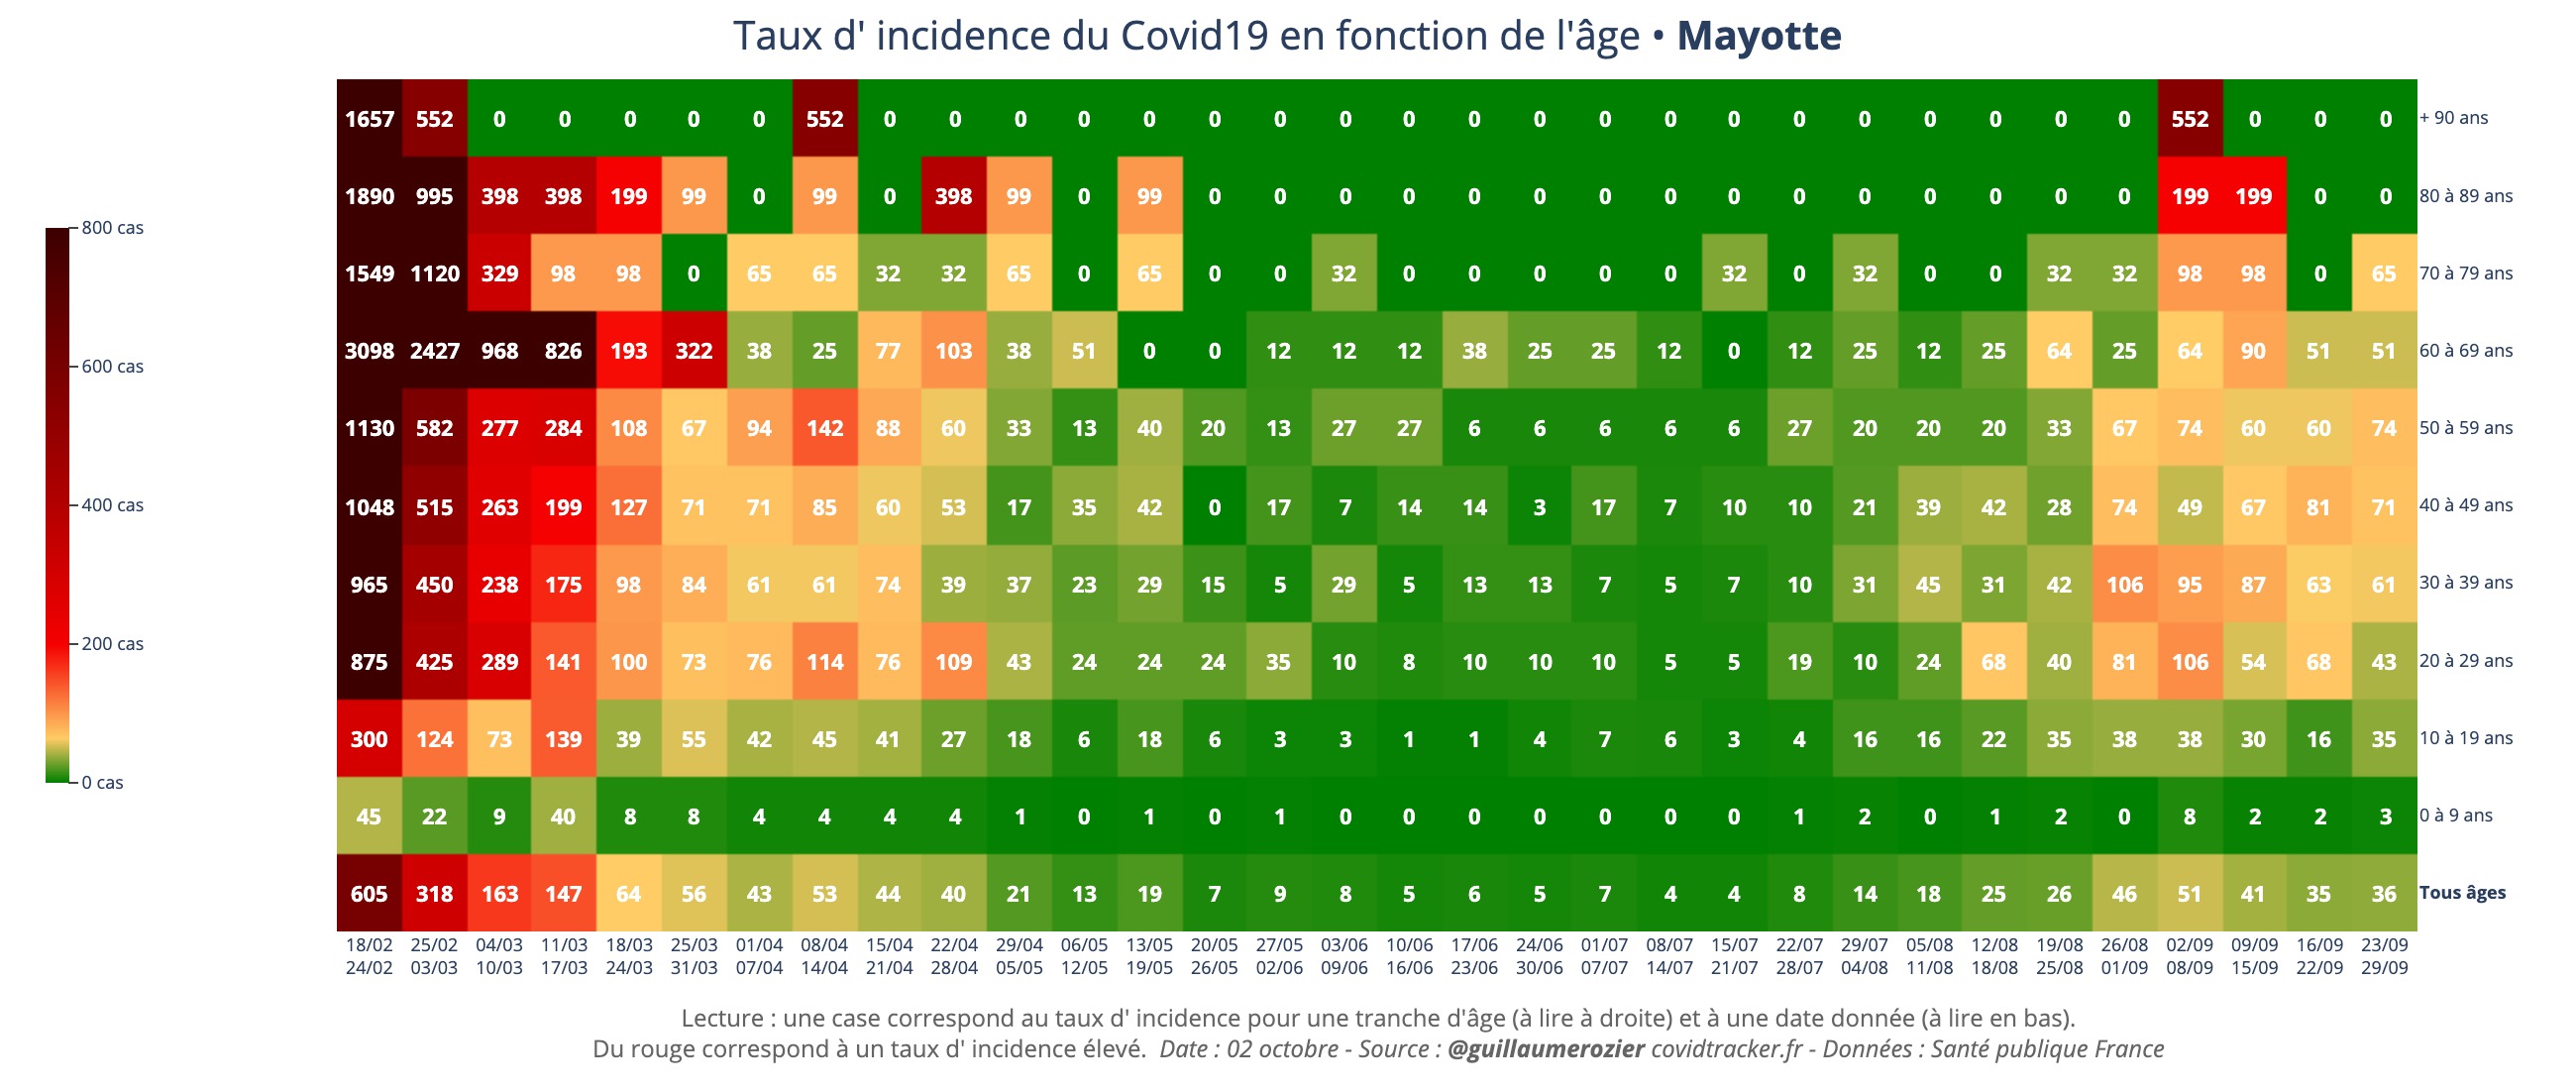 Taux d' incidence du Covid19 en fonction de l'âge • Mayotte
1657 552 0 0 0 0 0 552 0 0 0 0 0 0 0 0 0 0 0 0 0 0 0 0 0 0 0 0 552 0 0 0 + 90 ans
1890 995 398 398 199 99 0 99 0 398 99 0 99 0 0 0 0 0 0 0 0 0 0 0 0 0 0 0 199 199 0 0 80 à 89 ans
800 cas
1549 1120 329 98 98 0 65 65 32 32 65 0 65 0 0 32 0 0 0 0 0 32 0 32 0 0 32 32 98 98 0 65 70 à 79 ans
3098 2427 968 826 193 322 38 25 77 103 38 51 0 0 12 12 12 38 25 25 12 0 12 25 12 25 64 25 64 90 51 51 60 à 69 ans
600 cas
1130 582 277 284 108 67 94 142 88 60 33 13 40 20 13 27 27 6 6 6 6 6 27 20 20 20 33 67 74 60 60 74 50 à 59 ans
400 cas
1048 515 263 199 127 71 71 85 60 53 17 35 42 0 17 7 14 14 3 17 7 10 10 21 39 42 28 74 49 67 81 71 40 à 49 ans
965 450 238 175 98 84 61 61 74 39 37 23 29 15 5 29 5 13 13 7 5 7 10 31 45 31 42 106 95 87 63 61 30 à 39 ans
200 cas
875 425 289 141 100 73 76 114 76 109 43 24 24 24 35 10 8 10 10 10 5 5 19 10 24 68 40 81 106 54 68 43 20 à 29 ans
300 124 73 139 39 55 42 45 41 27 18 6 18 6 3 3 1 1 4 7 6 3 4 16 16 22 35 38 38 30 16 35 10 à 19 ans
0 cas
45 22 9 40 8 8 4 4 4 4 1 0 1 0 1 0 0 0 0 0 0 0 1 2 0 1 2 0 8 2 2 3 0 à 9 ans
605 318 163 147 64 56 43 53 44 40 21 13 19 7 9 8 5 6 5 7 4 4 8 14 18 25 26 46 51 41 35 36 Tous âges
18/02 25/02 04/03 11/03 18/03 25/03 01/04 08/04 15/04 22/04 29/04 06/05 13/05 20/05 27/05 03/06 10/06 17/06 24/06 01/07 08/07 15/07 22/07 29/07 05/08 12/08 19/08 26/08 02/09 09/09 16/09 23/09
24/02 03/03 10/03 17/03 24/03 31/03 07/04 14/04 21/04 28/04 05/05 12/05 19/05 26/05 02/06 09/06 16/06 23/06 30/06 07/07 14/07 21/07 28/07 04/08 11/08 18/08 25/08 01/09 08/09 15/09 22/09 29/09
Lecture : une case correspond au taux d' incidence pour une tranche d'âge (à lire à droite) et à une date donnée (à lire en bas).
Du rouge correspond à un taux d' incidence élevé. Date : 02 octobre - Source : @guillaumerozier covidtracker.fr - Données : Santé publique France